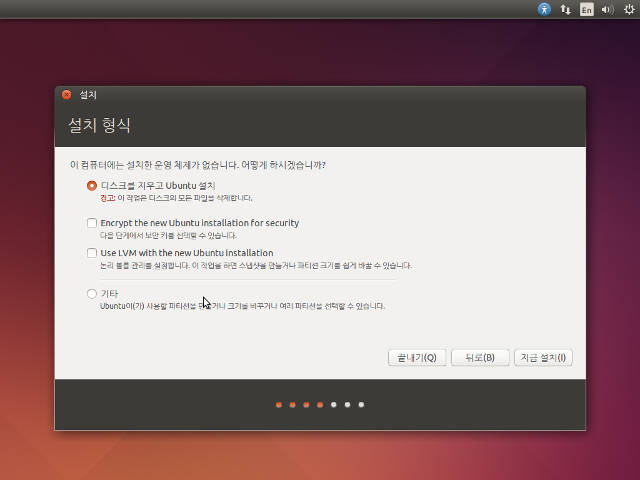 En
설치
설치 형식
이 컴퓨터에는 설치한 운영 체제가 없습니다. 어떻게 하시겠습니까?
디스크를 지우고 Ubuntu 설치
경고: 이 작업은 디스크의 모든 파일을 삭제합니다.
Encrypt the new Ubuntu installation for security
다음 단계에서 보안 키를 선택할 수 있습니다.
Use LVM with the new Ubuntu installation
논리 볼륨 관리를 설정합니다. 이 작업을 하면 스냅샷을 만들거나 파티션 크기를 쉽게 바꿀 수 있습니다.
기타
Ubuntu이(가) 사용할 파티션을 만들거나 크기를 바꾸거나 여러 파티션을 선택할 수 있습니다.
끝내기(Q)
뒤로(B)
지금 설치(I)